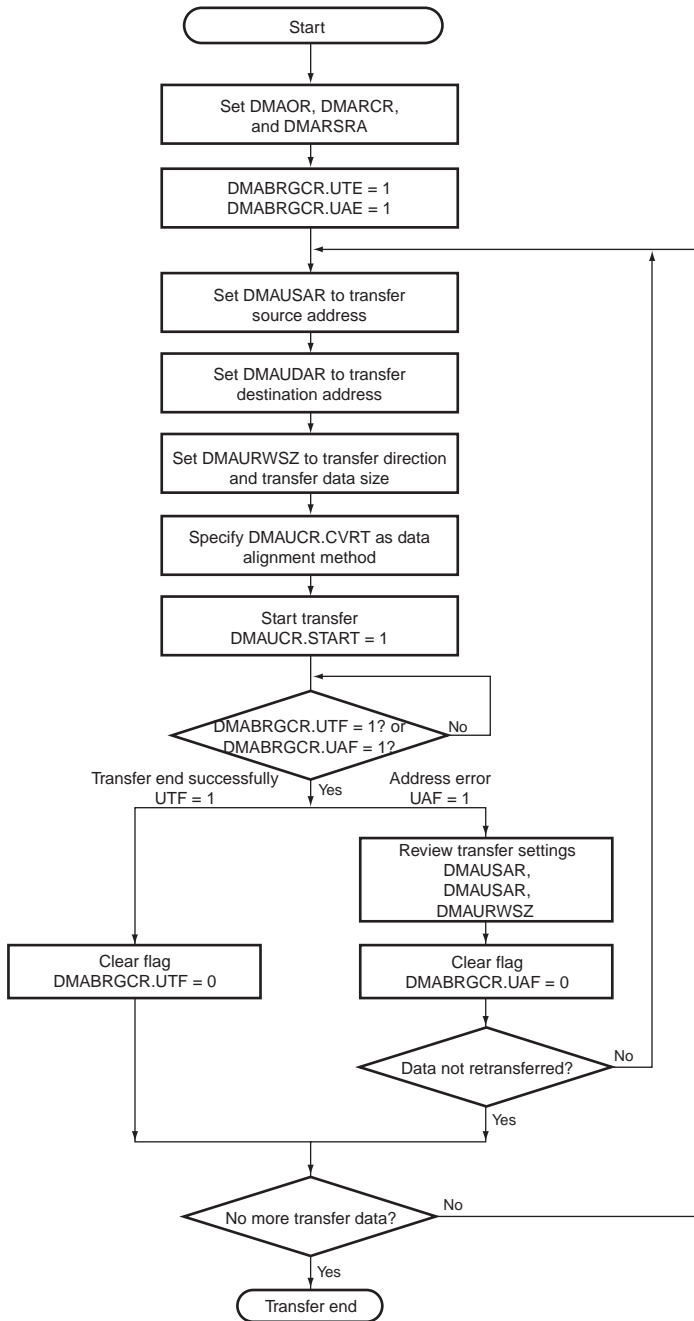 Start
Set DMAOR, DMARCR,
and DMARSRA
DMABRGCR.UTE = 1
DMABRGCR.UAE = 1
Set DMAUSAR to transfer
source address
Set DMAUDAR to transfer
destination address
Set DMAURWSZ to transfer direction
and transfer data size
Specify DMAUCR.CVRT as data
alignment method
Start transfer
DMAUCR.START = 1
DMABRGCR.UTF = 1? or
DMABRGCR.UAF = 1?
No
Yes
Transfer end successfully
UTF = 1
Address error
UAF = 1
Review transfer settings
DMAUSAR,
DMAUSAR,
DMAURWSZ
Clear flag
DMABRGCR.UTF = 0
Clear flag
DMABRGCR.UAF = 0
Data not retransferred?
No
Yes
No more transfer data?
No
Yes
Transfer end